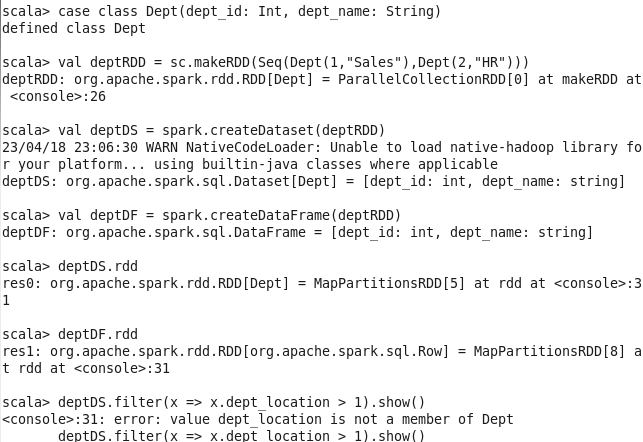 scala> case class Dept(dept_id: Int, dept_name: String)
defined class Dept
scala> val deptRDD = sc.makeRDD(Seq(Dept(1,"Sales"),Dept(2,"HR")))
deptRDD: org.apache.spark.rdd.RDD[Dept] = ParallelCollectionRDD[0] at makeRDD at
 <console>:26
scala> val deptDS = spark.createDataset(deptRDD)
23/04/18 23:06:30 WARN NativeCodeLoader: Unable to load native-hadoop library fo
r your platform... using builtin-java classes where applicable
deptDS: org.apache.spark.sql.Dataset[Dept] = [dept_id: int, dept_name: string]
scala> val deptDF = spark.createDataFrame(deptRDD)
deptDF: org.apache.spark.sql.DataFrame = [dept_id: int, dept_name: string]
scala> deptDS.rdd
res0: org.apache.spark.rdd.RDD[Dept] = MapPartitionsRDD[5] at rdd at <console>:3
1
scala> deptDF.rdd
res1: org.apache.spark.rdd.RDD[org.apache.spark.sql.Row] = MapPartitionsRDD[8] a
t rdd at <console>:31
scala> deptDS.filter(x => x.dept_location > 1).show()
<console>:31: error: value dept_location is not a member of Dept
       deptDS.filter(x => x.dept_location > 1).show()